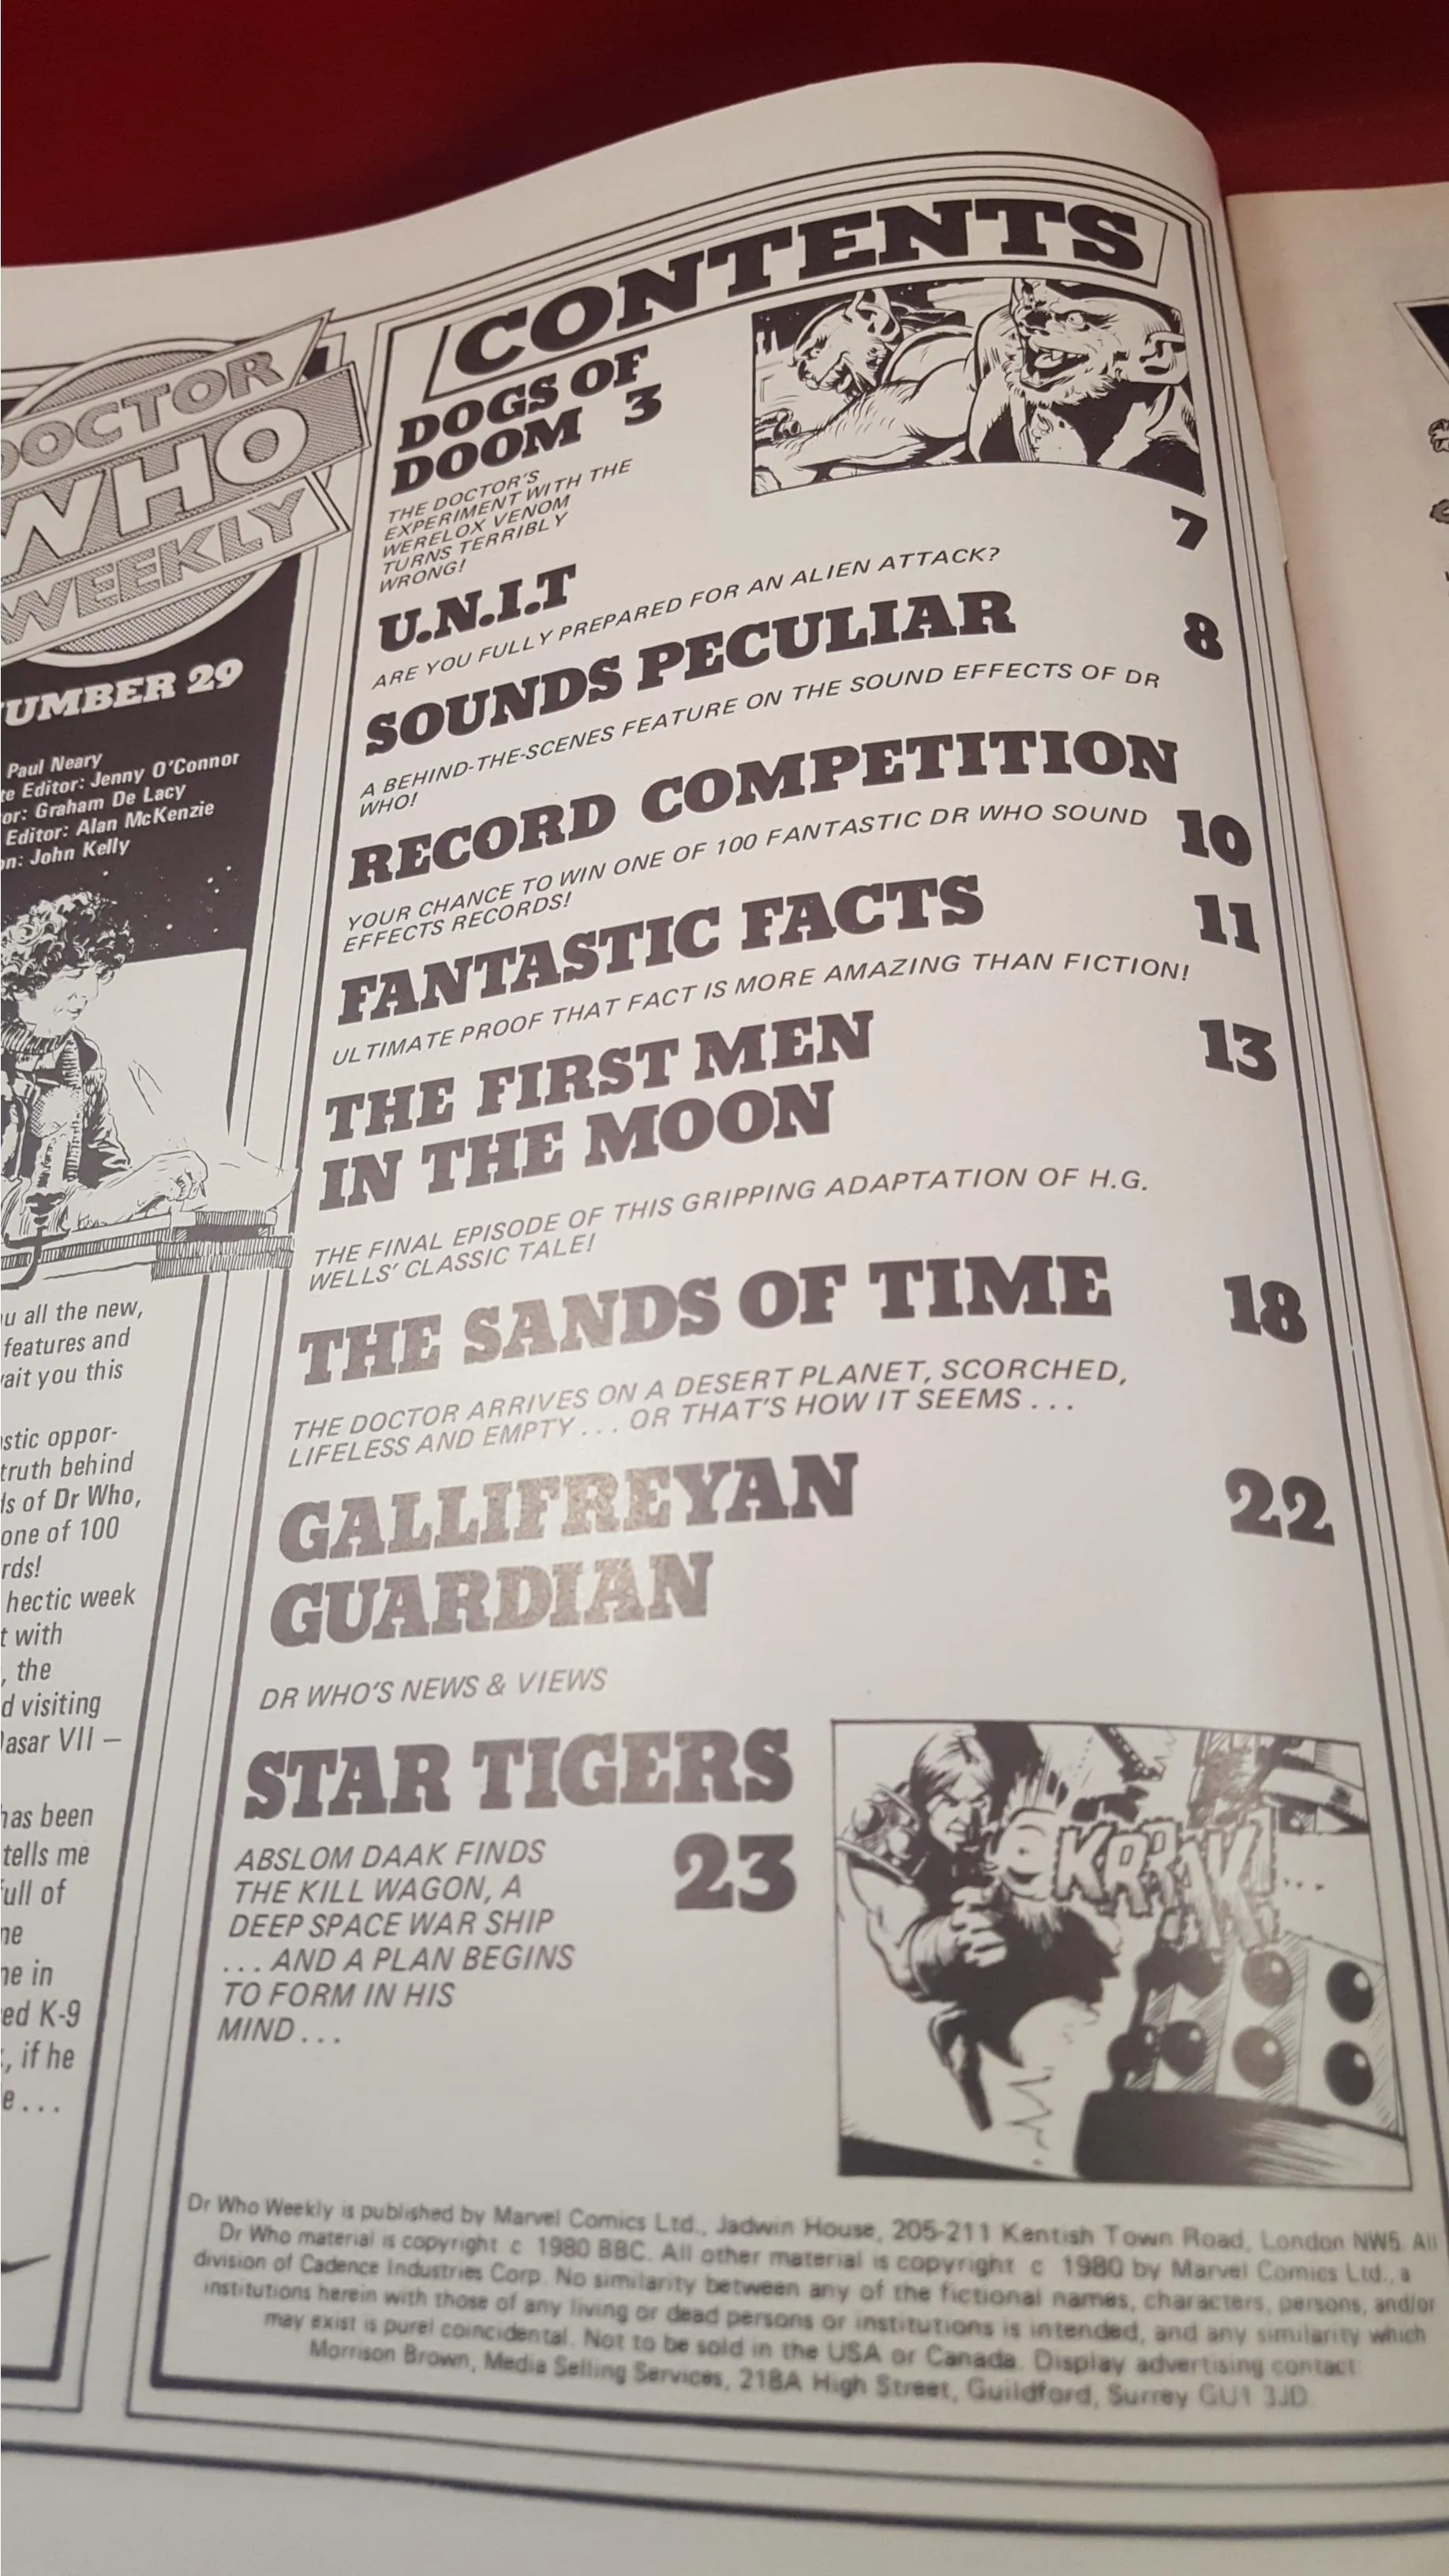 DOCTOR
WHO
WEEKLY
NUMBER 29
Paul Neary
te Editor: Jenny O'Connor
or: Graham De Lacy
Editor: Alan McKenzie
on: John Kelly
u all the new,
features and
ait you this
stic oppor-
truth behind
ds of Dr Who,
one of 100
rds!
hectic week
t with
, the
d visiting
asar VII –
has been
tells me
full of
ne
ne in
ed K-9
, if he
e ...
CONTENTS
DOGS OF
DOOM 3
THE DOCTOR'S
EXPERIMENT WITH THE
WERELOX VENOM
TURNS TERRIBLY
WRONG!
U.N.I.T 7
ARE YOU FULLY PREPARED FOR AN ALIEN ATTACK?
SOUNDS PECULIAR 8
A BEHIND-THE-SCENES FEATURE ON THE SOUND EFFECTS OF DR
WHO!
RECORD COMPETITION 10
YOUR CHANCE TO WIN ONE OF 100 FANTASTIC DR WHO SOUND
EFFECTS RECORDS!
FANTASTIC FACTS 11
ULTIMATE PROOF THAT FACT IS MORE AMAZING THAN FICTION!
THE FIRST MEN 13
IN THE MOON
THE FINAL EPISODE OF THIS GRIPPING ADAPTATION OF H.G.
WELLS' CLASSIC TALE!
THE SANDS OF TIME 18
THE DOCTOR ARRIVES ON A DESERT PLANET, SCORCHED,
LIFELESS AND EMPTY ... OR THAT'S HOW IT SEEMS ...
GALLIFREYAN 22
GUARDIAN
DR WHO'S NEWS & VIEWS
STAR TIGERS
23
ABSLOM DAAK FINDS
THE KILL WAGON, A
DEEP SPACE WAR SHIP
... AND A PLAN BEGINS
TO FORM IN HIS
MIND ...
Dr Who Weekly is published by Marvel Comics Ltd., Jadwin House, 205-211 Kentish Town Road, London NW5. All
Dr Who material is copyright c 1980 BBC. All other material is copyright c 1980 by Marvel Comics Ltd., a
division of Cadence Industries Corp. No similarity between any of the fictional names, characters, persons, and/or
institutions herein with those of any living or dead persons or institutions is intended, and any similarity which
may exist is purel coincidental. Not to be sold in the USA or Canada. Display advertising contact:
Morrison Brown, Media Selling Services, 218A High Street, Guildford, Surrey GU1 3JD